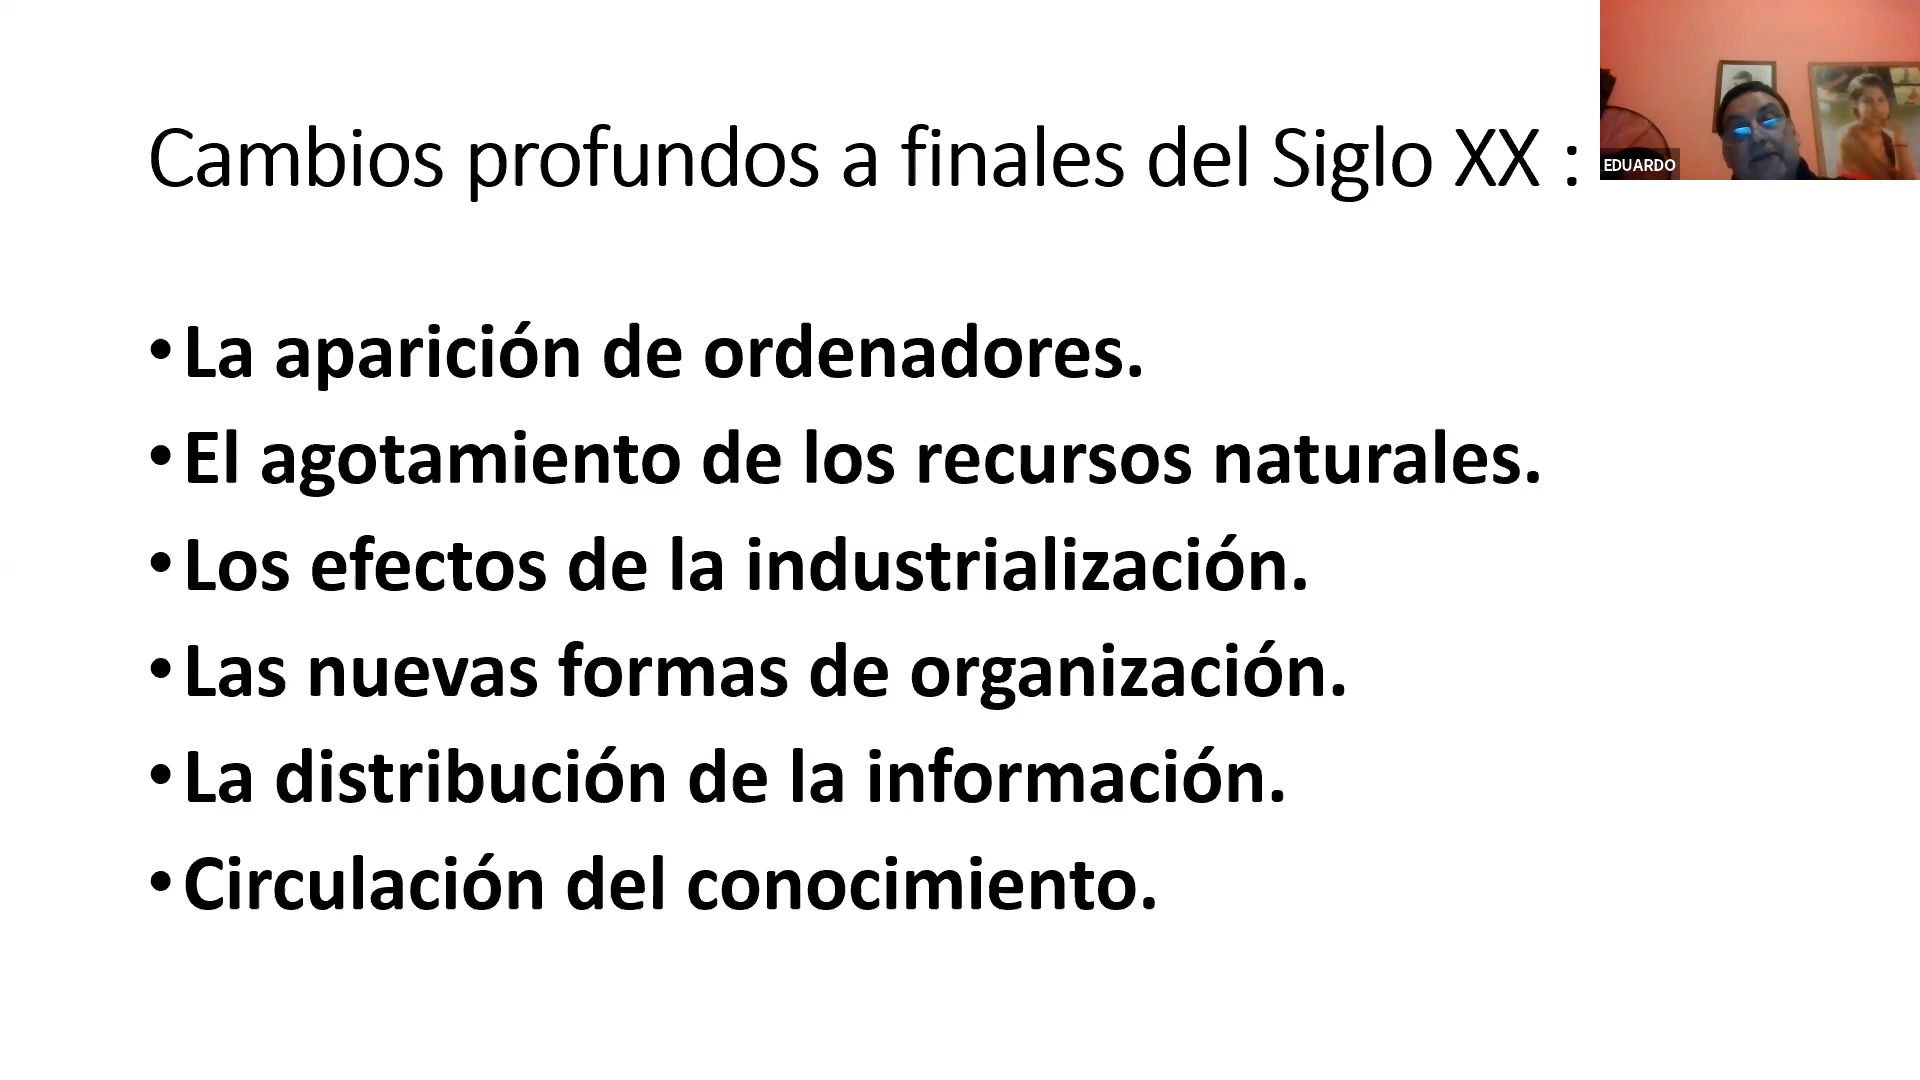 Cambios profundos a finales del Siglo XX :
EDUARDO
•La aparición de ordenadores.
•El agotamiento de los recursos naturales.
•Los efectos de la industrialización.
•Las nuevas formas de organización.
•La distribución de la información.
•Circulación del conocimiento.